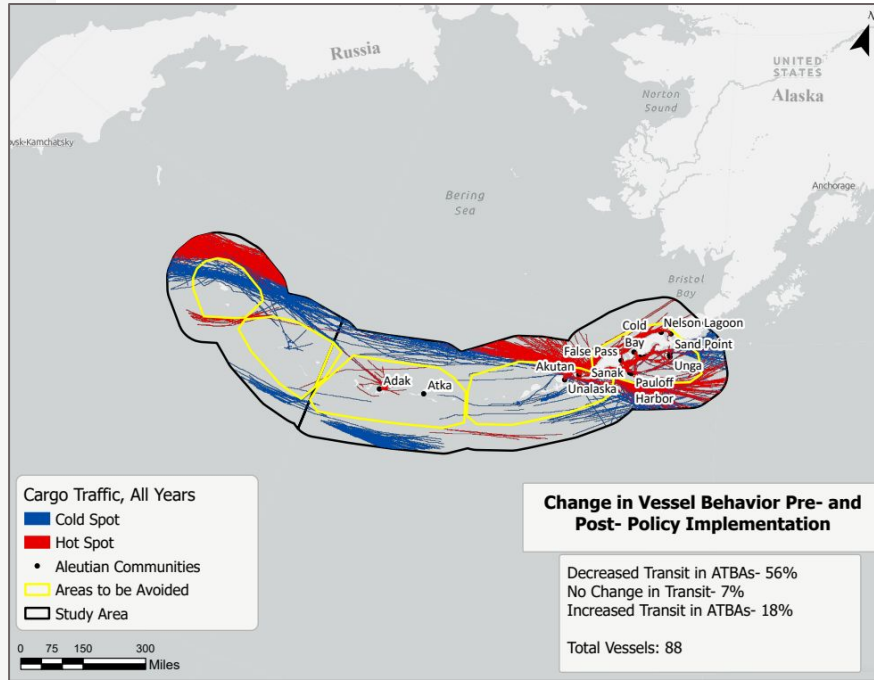 N
Russia
UNITED
STATES
Alaska
Norton
Sound
ovsk-Kamchatsky
Anchorage
Bering
Sea
Bristol
Bay
Cold
Bay
Nelson Lagoon
Sand Point
False Pass
Unga
Akutan
Sanak
Unalaska
Pauloff
Harbor
Adak
Atka
Cargo Traffic, All Years
Cold Spot
Hot Spot
Aleutian Communities
Areas to be Avoided
Study Area
0 75 150 300
Miles
Change in Vessel Behavior Pre- and
Post- Policy Implementation
Decreased Transit in ATBAs- 56%
No Change in Transit- 7%
Increased Transit in ATBAs- 18%
Total Vessels: 88